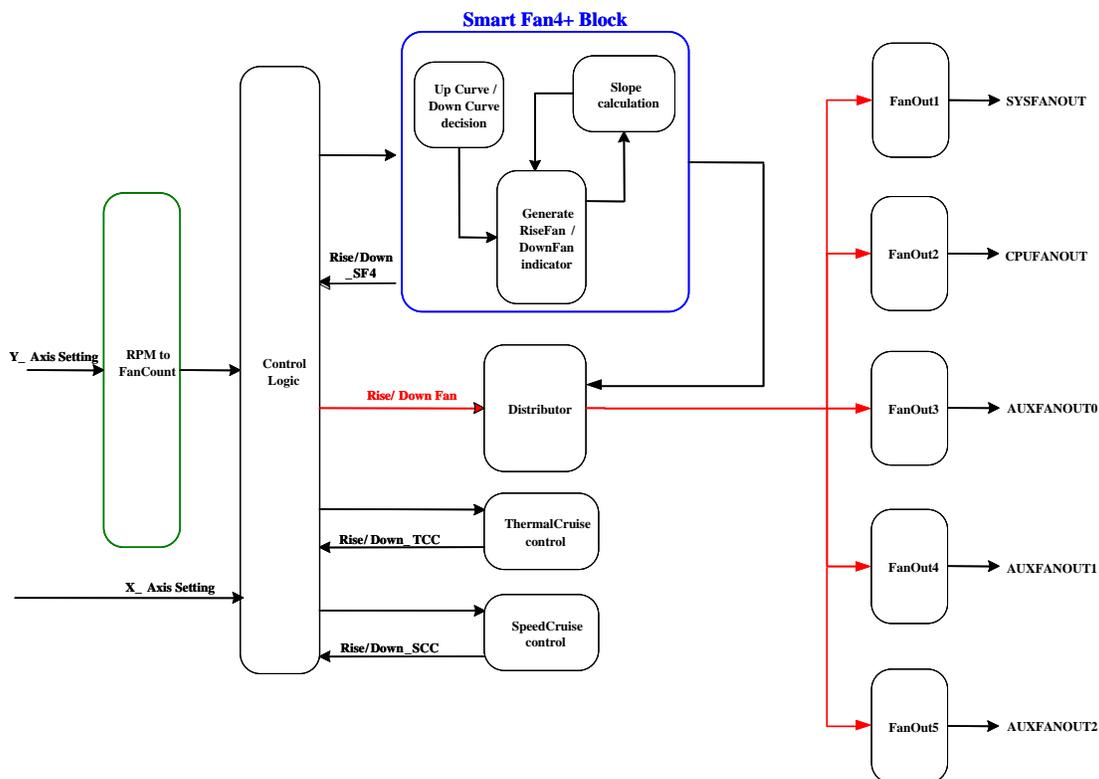 Smart Fan4+ Block
Up Curve /
Down Curve
decision
Slope
calculation
Generate
RiseFan /
DownFan
indicator
Rise/Down
_SF4
Y_ Axis Setting
RPM to
FanCount
Control
Logic
Rise/ Down Fan
Distributor
ThermalCruise
control
Rise/Down_TCC
X_ Axis Setting
SpeedCruise
control
Rise/Down_SCC
FanOut1
SYSFANOUT
FanOut2
CPUFANOUT
FanOut3
AUXFANOUT0
FanOut4
AUXFANOUT1
FanOut5
AUXFANOUT2